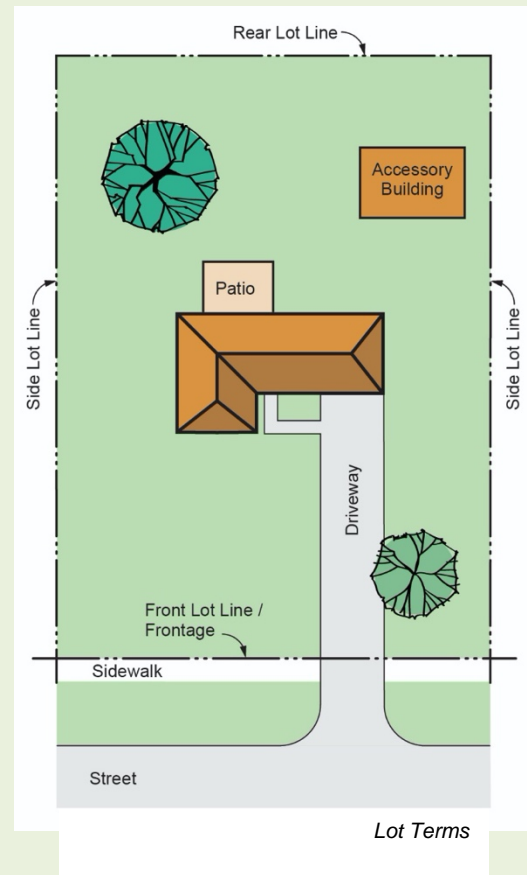 Rear Lot Line
Accessory
Building
Patio
Side Lot Line
Side Lot Line
Driveway
Front Lot Line /
Frontage
Sidewalk
Street
Lot Terms